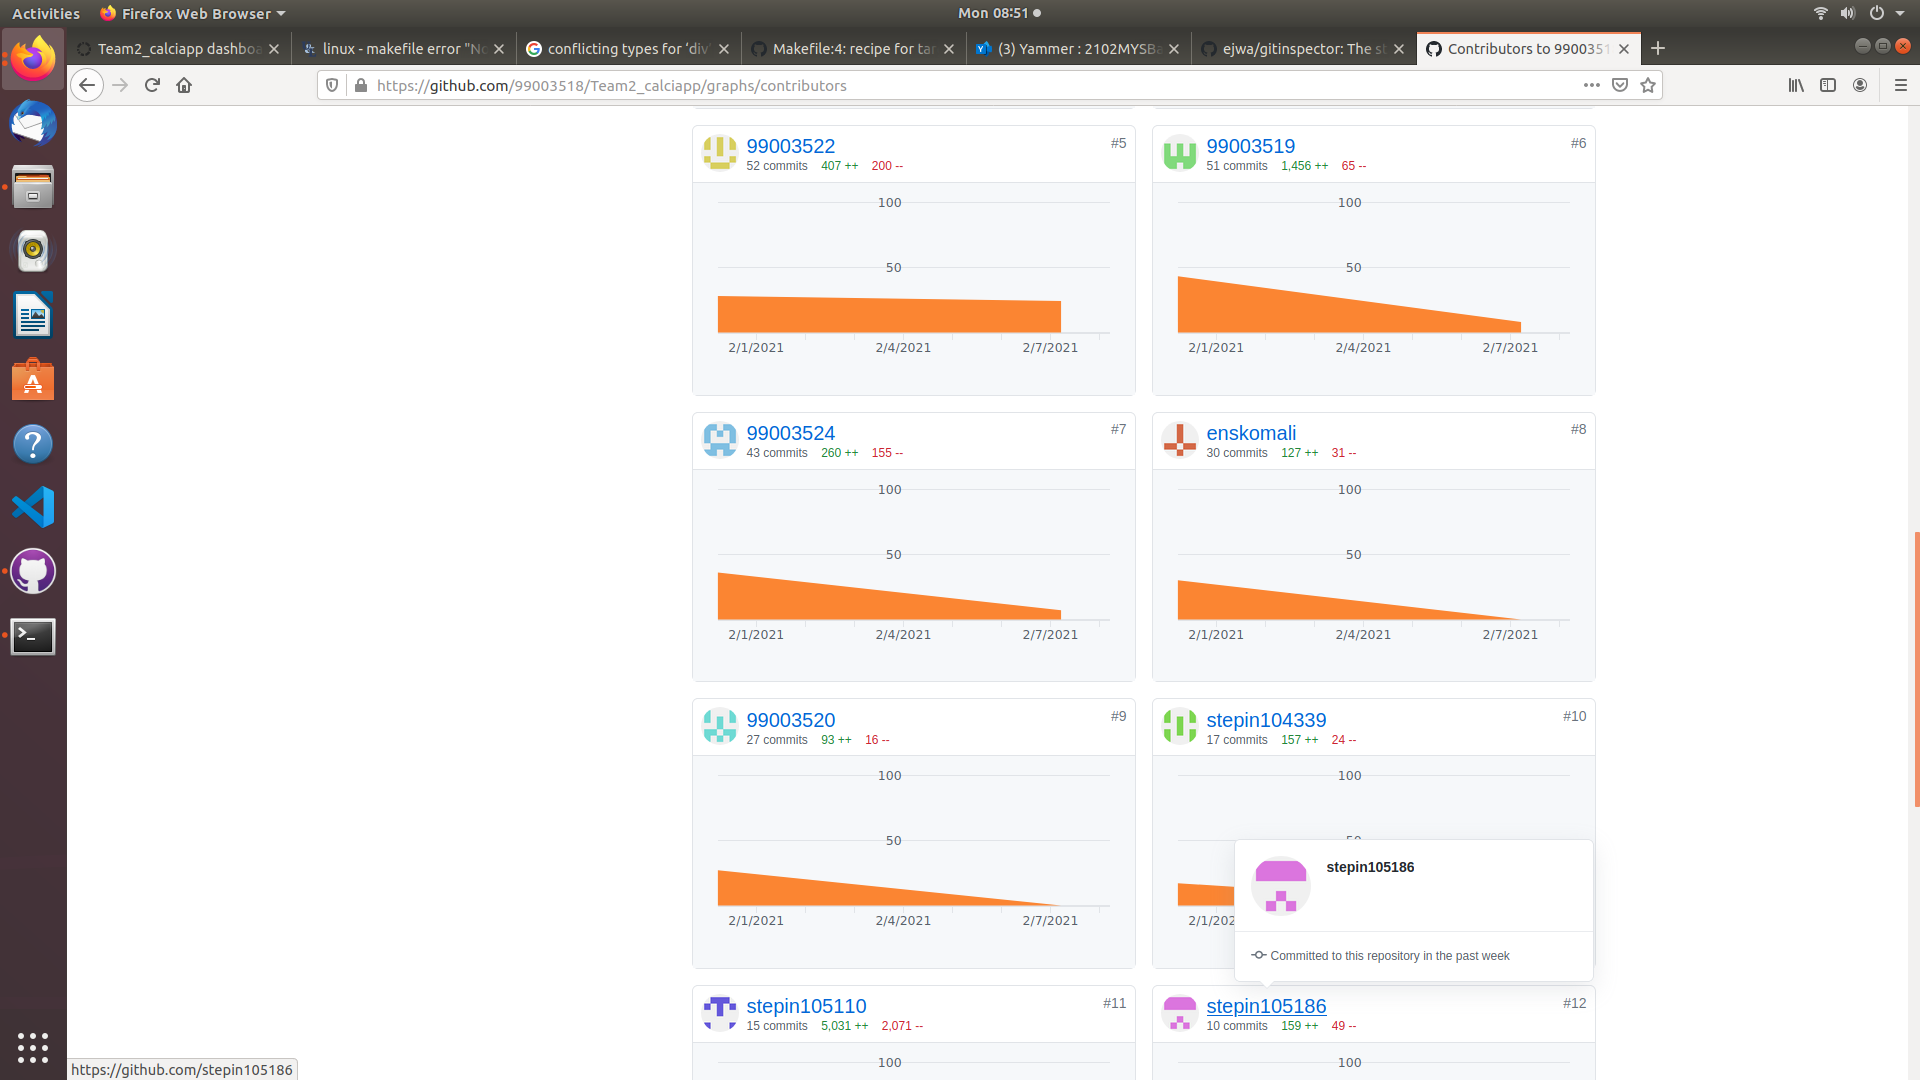 Activities
Firefox Web Browser
Mon 08:51
Team2_calciapp dashboa
linux - makefile error "No
conflicting types for ‘div’
Makefile:4: recipe for tar
(3) Yammer : 2102MYSBa
ejwa/gitinspector: The st
Contributors to 9900351
https://github.com/99003518/Team2_calciapp/graphs/contributors
99003522
#5
52 commits 407 ++ 200 --
100
50
2/1/2021 2/4/2021 2/7/2021
99003519
#6
51 commits 1,456 ++ 65 --
100
50
2/1/2021 2/4/2021 2/7/2021
99003524
#7
43 commits 260 ++ 155 --
100
50
2/1/2021 2/4/2021 2/7/2021
enskomali
#8
30 commits 127 ++ 31 --
100
50
2/1/2021 2/4/2021 2/7/2021
99003520
#9
27 commits 93 ++ 16 --
100
50
2/1/2021 2/4/2021 2/7/2021
stepin104339
#10
17 commits 157 ++ 24 --
100
2/1/202
stepin105186
Committed to this repository in the past week
stepin105110
#11
15 commits 5,031 ++ 2,071 --
100
stepin105186
#12
10 commits 159 ++ 49 --
100
https://github.com/stepin105186